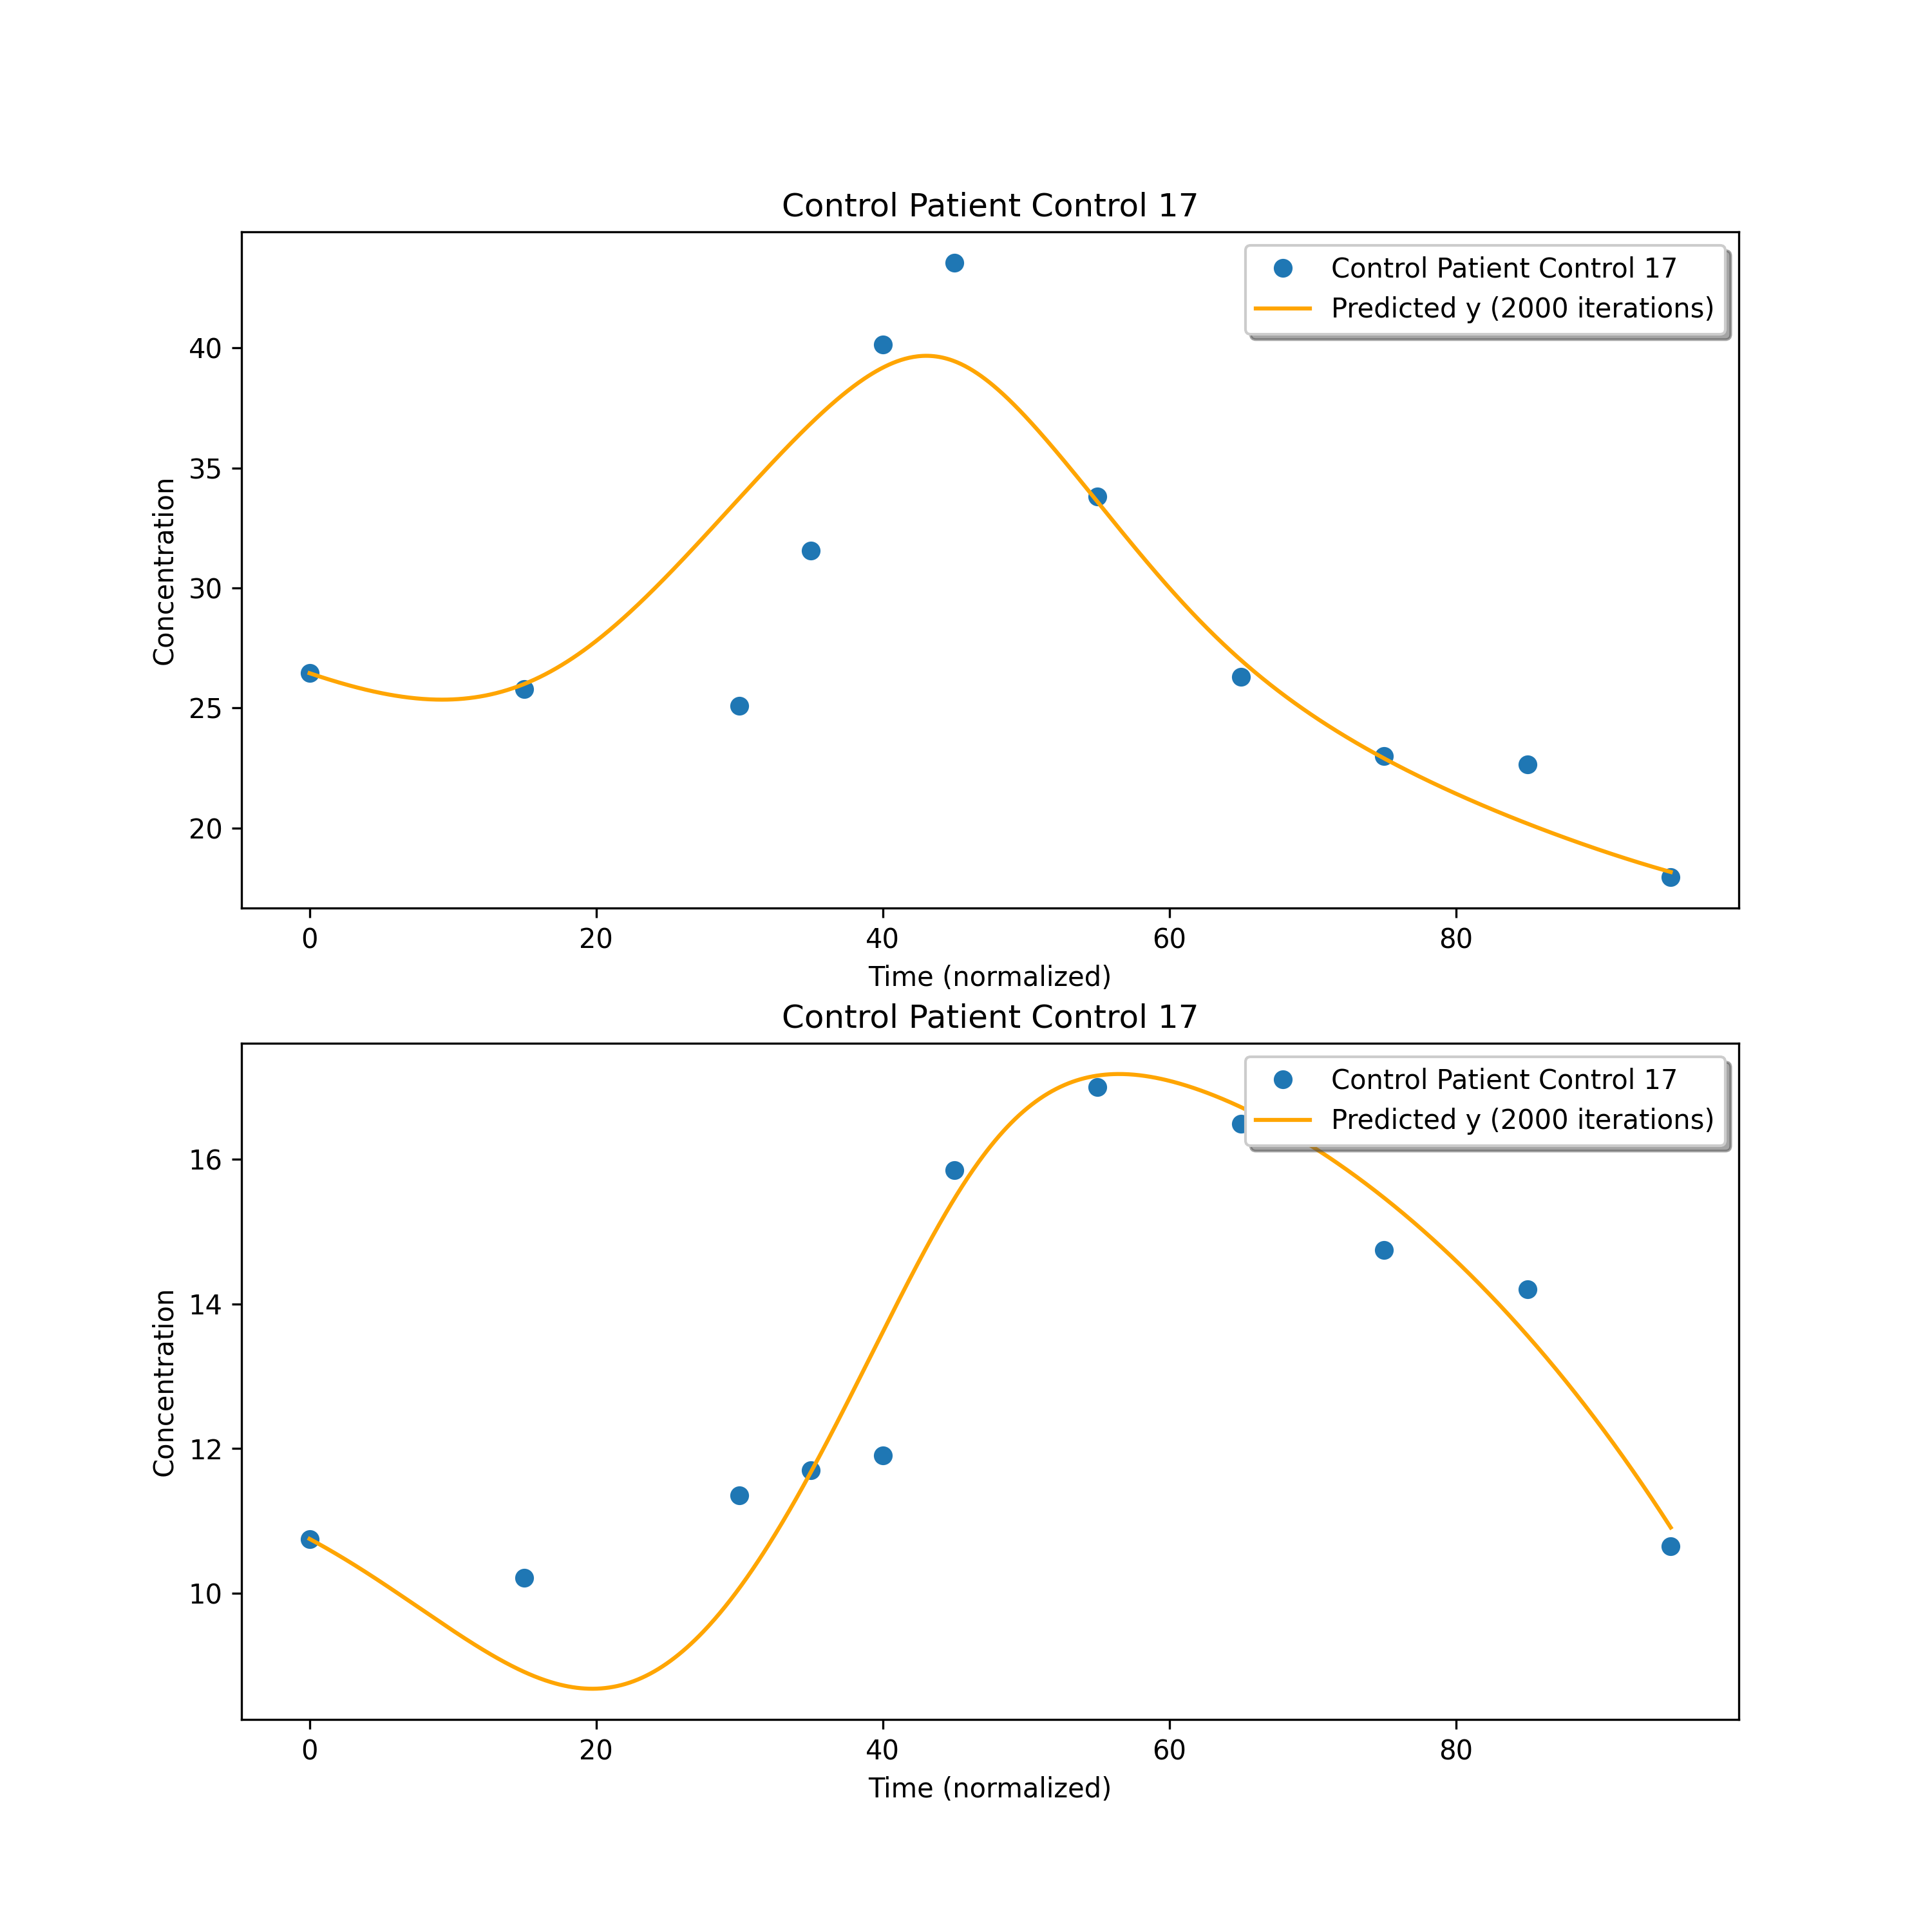 Control Patient Control 17
Control Patient Control 17
Predicted y (2000 iterations)
40
35
30
25
20
Concentration
0 20 40 60 80
Time (normalized)
Control Patient Control 17
Control Patient Control 17
Predicted y (2000 iterations)
16
14
12
10
Concentration
0 20 40 60 80
Time (normalized)